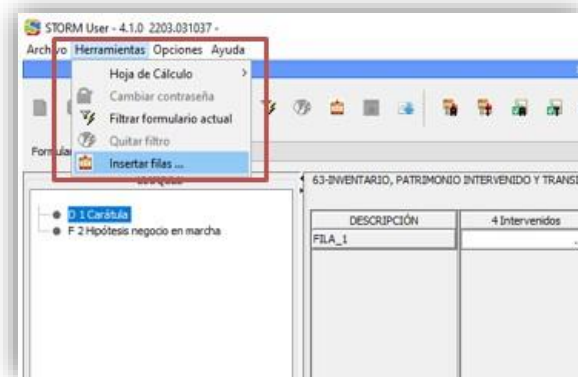 STORM User - 4.1.0 2203.031037 -
Archivo Herramientas Opciones Ayuda
Hoja de Cálculo >
Cambiar contraseña
Filtrar formulario actual
Quitar filtro
Insertar filas ...
Formula
63-INVENTARIO, PATRIMONIO INTERVENIDO Y TRANSI
D 1 Carátula
F 2 Hipótesis negocio en marcha
DESCRIPCIÓN 4 Intervenidos
FILA_1